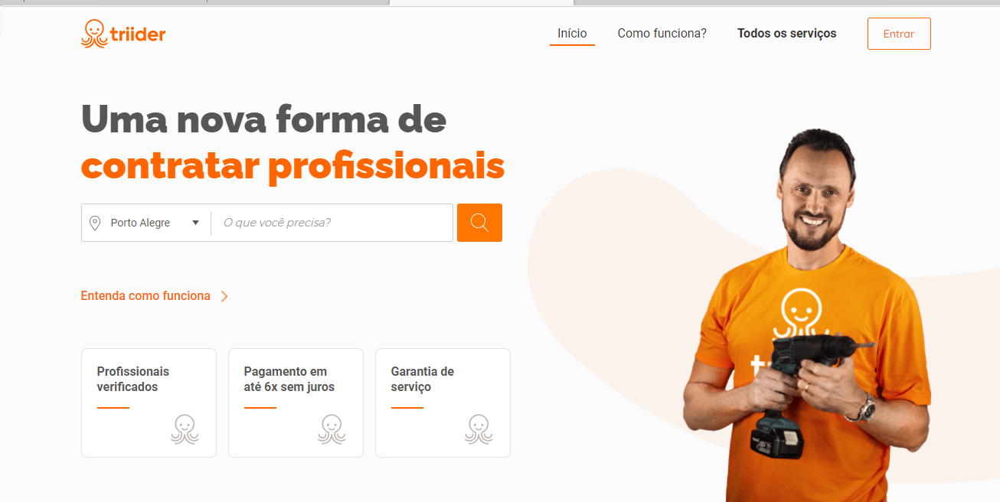 triider
Início
Como funciona?
Todos os serviços
Entrar
Uma nova forma de
contratar profissionais
Porto Alegre
O que você precisa?
Entenda como funciona
Profissionais
verificados
Pagamento em
até 6x sem juros
Garantia de
serviço